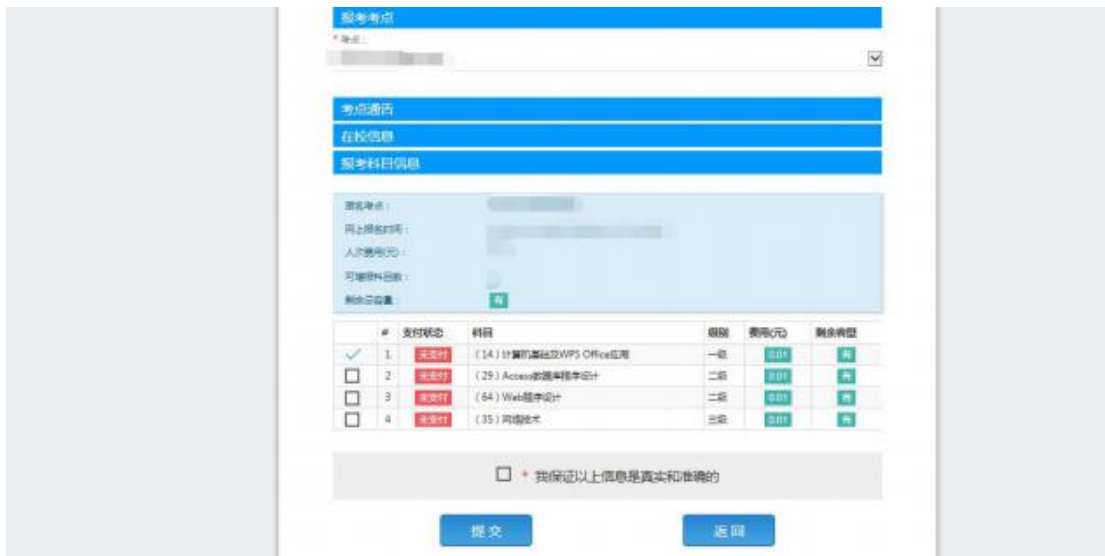 报考考点
* 考点：
考点通告
在校信息
报考科目信息
报名考点：
网上报名时间：
人次费用(元)：
可增报科目数：
剩余总容量
有
# 支付状态 科目 级别 费用(元) 剩余容量
1 未支付 (14)计算机基础及WPS Office应用 一级 0.01 有
2 未支付 (29)Access数据库程序设计 二级 0.01 有
3 未支付 (64)Web程序设计 二级 0.01 有
4 未支付 (35)网络技术 三级 0.01 有
* 我保证以上信息是真实和准确的
提交 返回